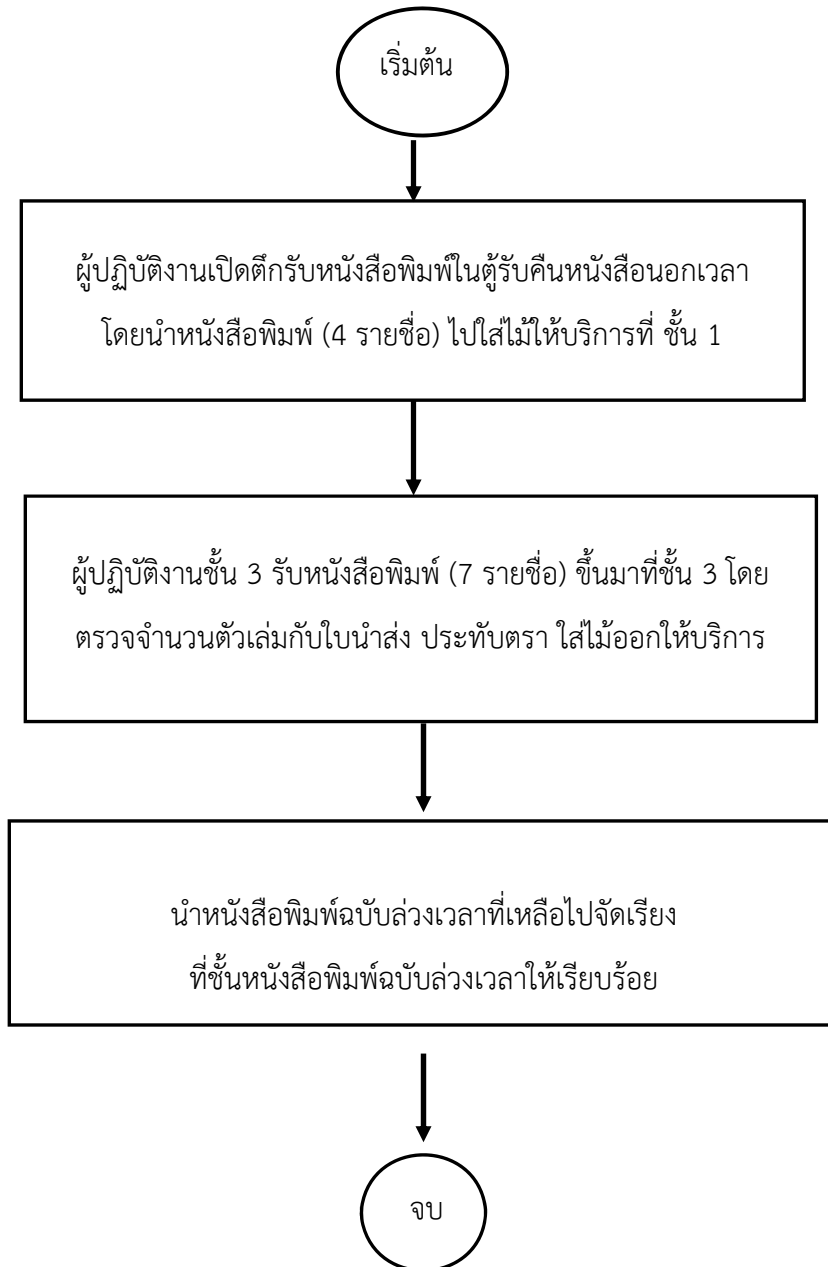 เริ่มต้น
ผู้ปฏิบัติงานเปิดตึกรับหนังสือพิมพ์ในตู้รับคืนหนังสือนอกเวลา
โดยนำหนังสือพิมพ์ (4 รายชื่อ) ไปใส่ไม้ให้บริการที่ ชั้น 1
ผู้ปฏิบัติงานชั้น 3 รับหนังสือพิมพ์ (7 รายชื่อ) ขึ้นมาที่ชั้น 3 โดย
ตรวจจำนวนตัวเล่มกับใบนำส่ง ประทับตรา ใส่ไม้ออกให้บริการ
นำหนังสือพิมพ์ฉบับล่วงเวลาที่เหลือไปจัดเรียง
ที่ชั้นหนังสือพิมพ์ฉบับล่วงเวลาให้เรียบร้อย
จบ